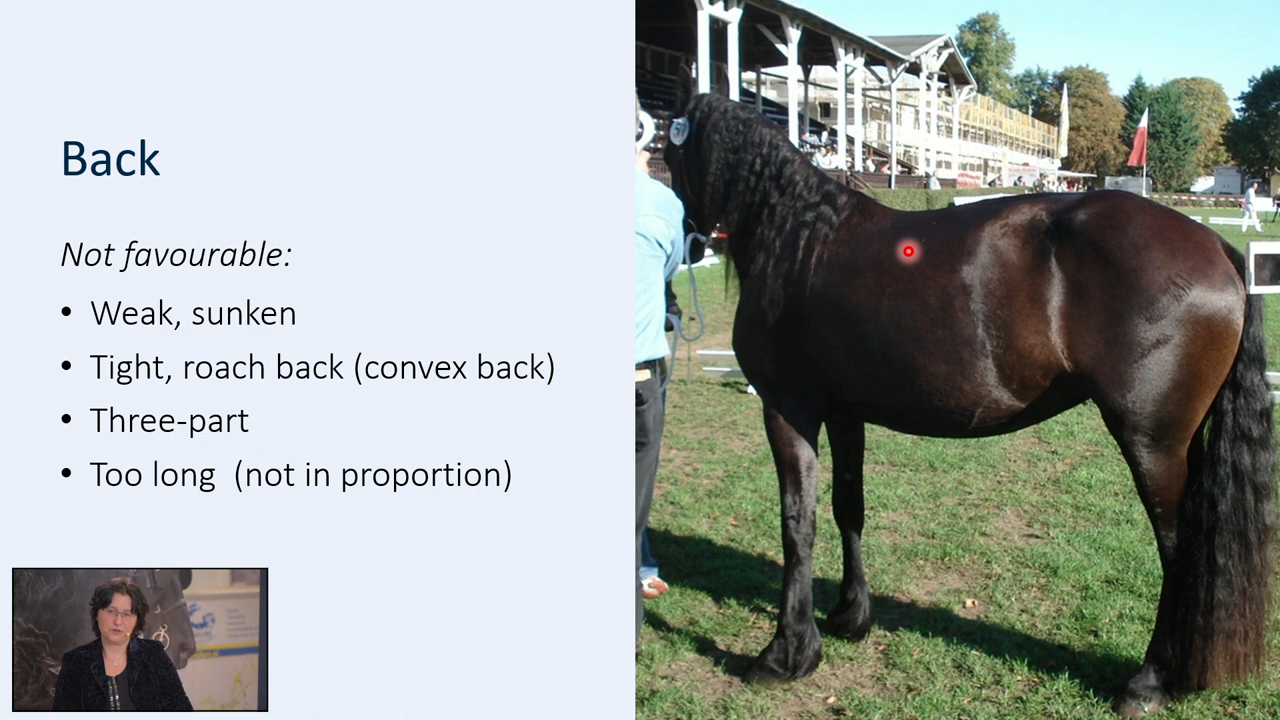 Back
Not favourable:
• Weak, sunken
• Tight, roach back (convex back)
• Three-part
• Too long (not in proportion)